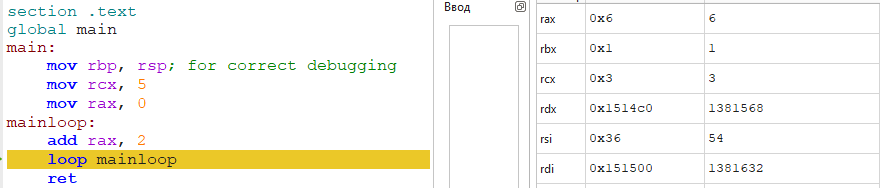 section .text
global main
main:
    mov rbp, rsp; for correct debugging
    mov rcx, 5
    mov rax, 0
mainloop:
    add rax, 2
    loop mainloop
    ret
Ввод
rax 0x6 6
rbx 0x1 1
rcx 0x3 3
rdx 0x1514c0 1381568
rsi 0x36 54
rdi 0x151500 1381632